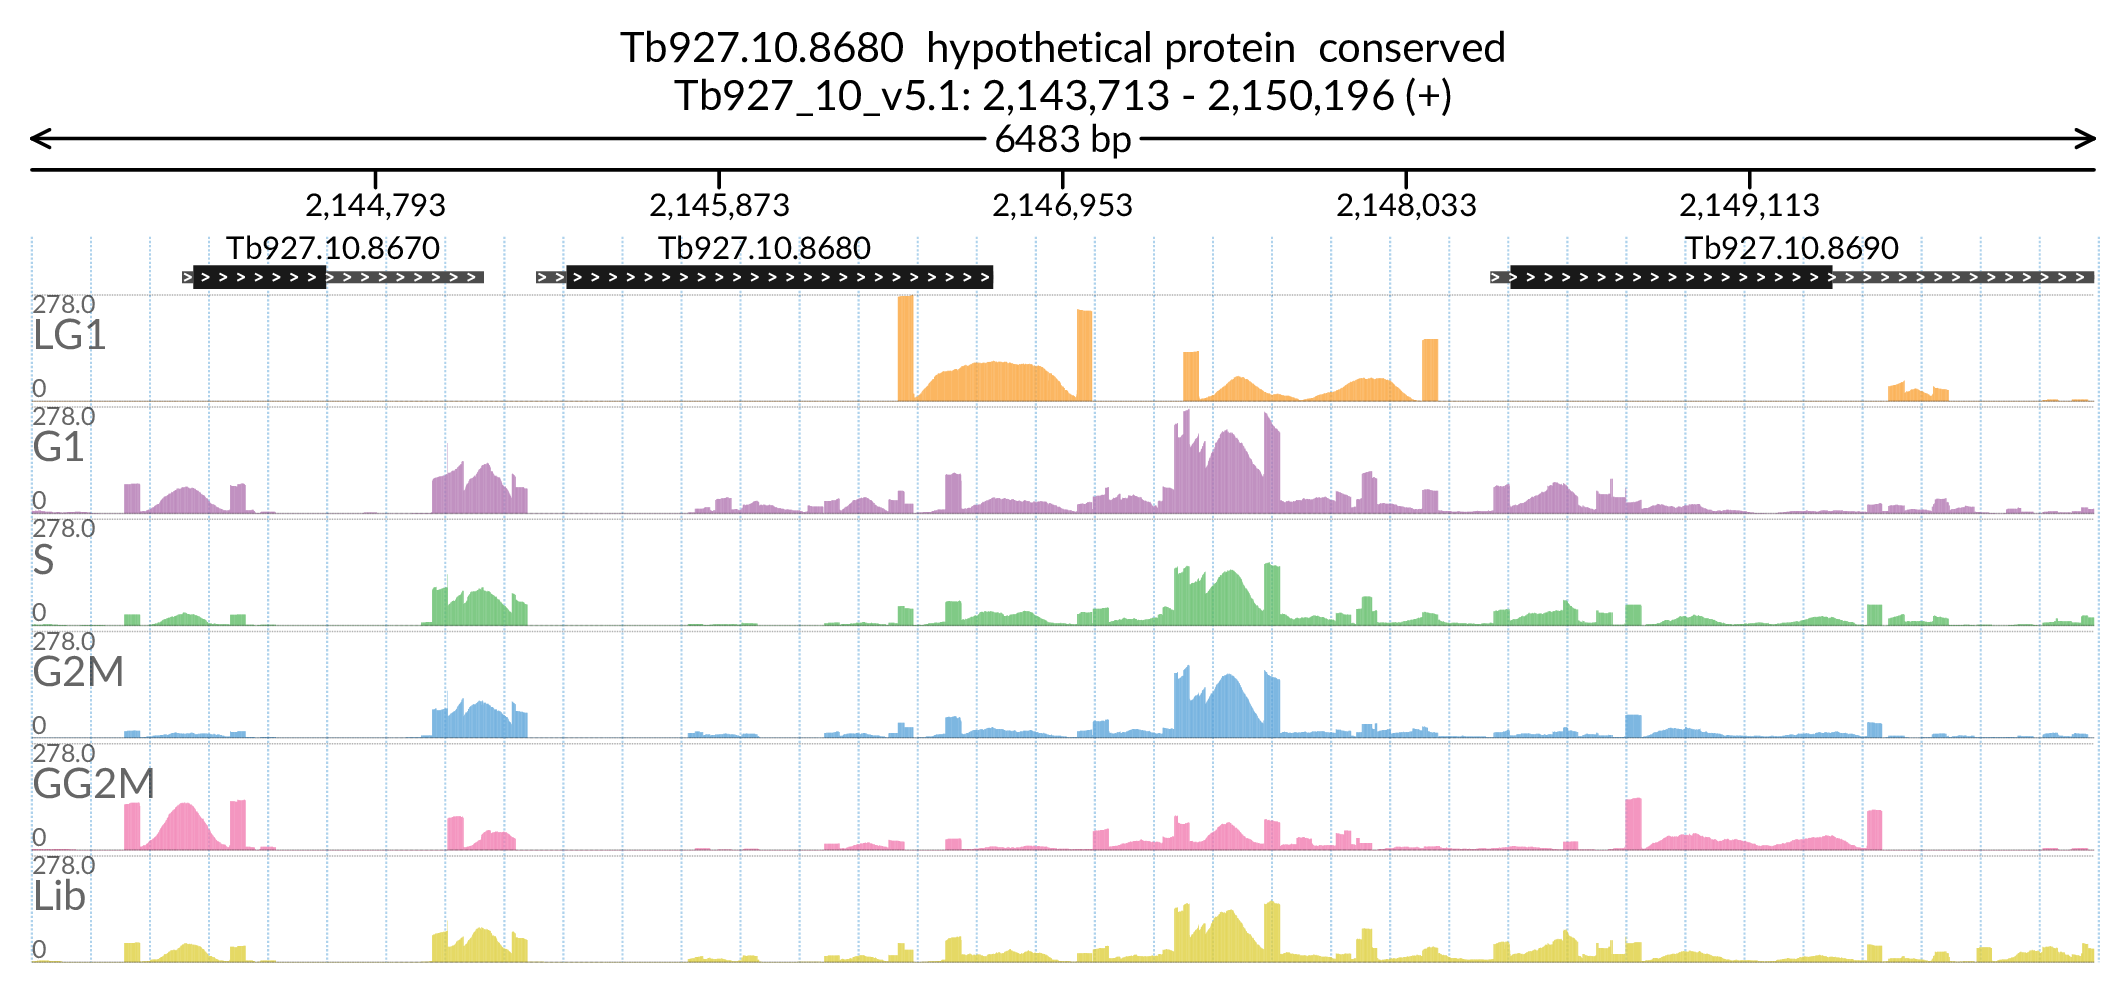 Tb927.10.8680  hypothetical protein  conserved
Tb927_10_v5.1: 2,143,713 - 2,150,196 (+)
6483 bp
2,144,793 2,145,873 2,146,953 2,148,033 2,149,113
Tb927.10.8670 Tb927.10.8680 Tb927.10.8690
278.0
LG1
0
278.0
G1
0
278.0
S
0
278.0
G2M
0
278.0
GG2M
0
278.0
Lib
0